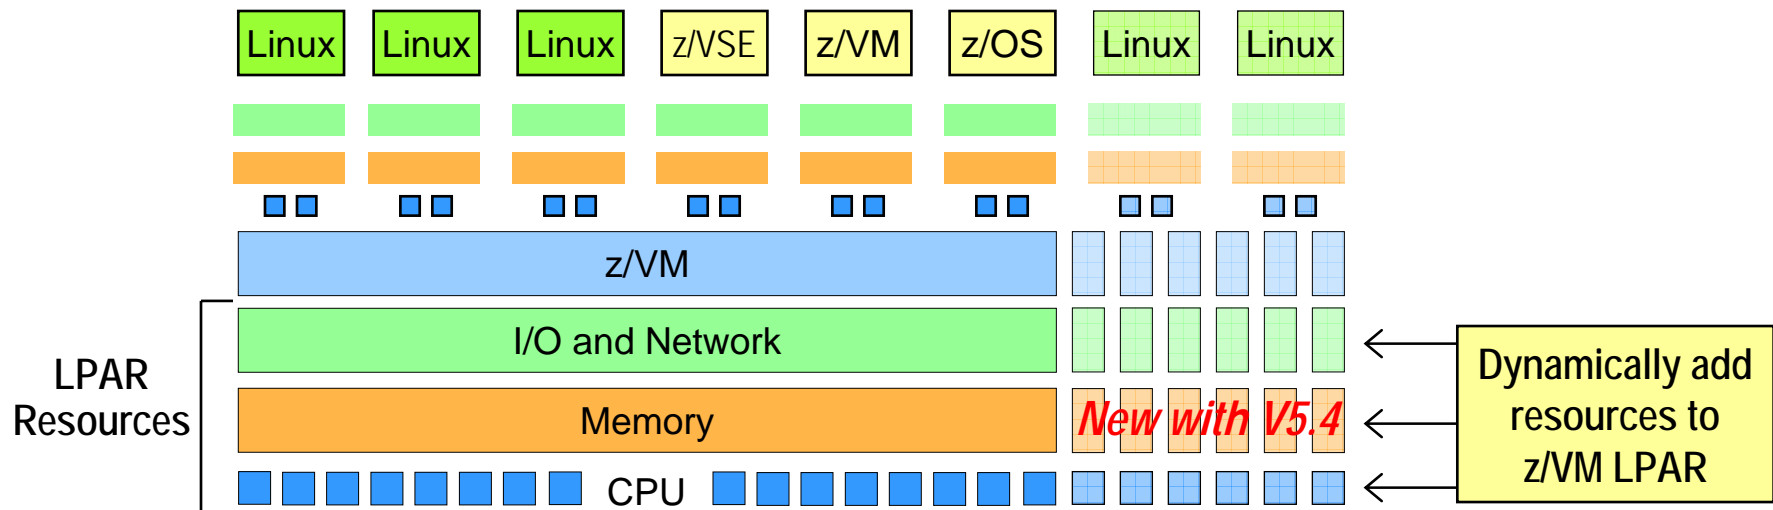 Linux Linux Linux z/VSE z/VM z/OS Linux Linux
z/VM
I/O and Network
LPAR
Resources
Memory
New with V5.4
CPU
Dynamically add
resources to
z/VM LPAR